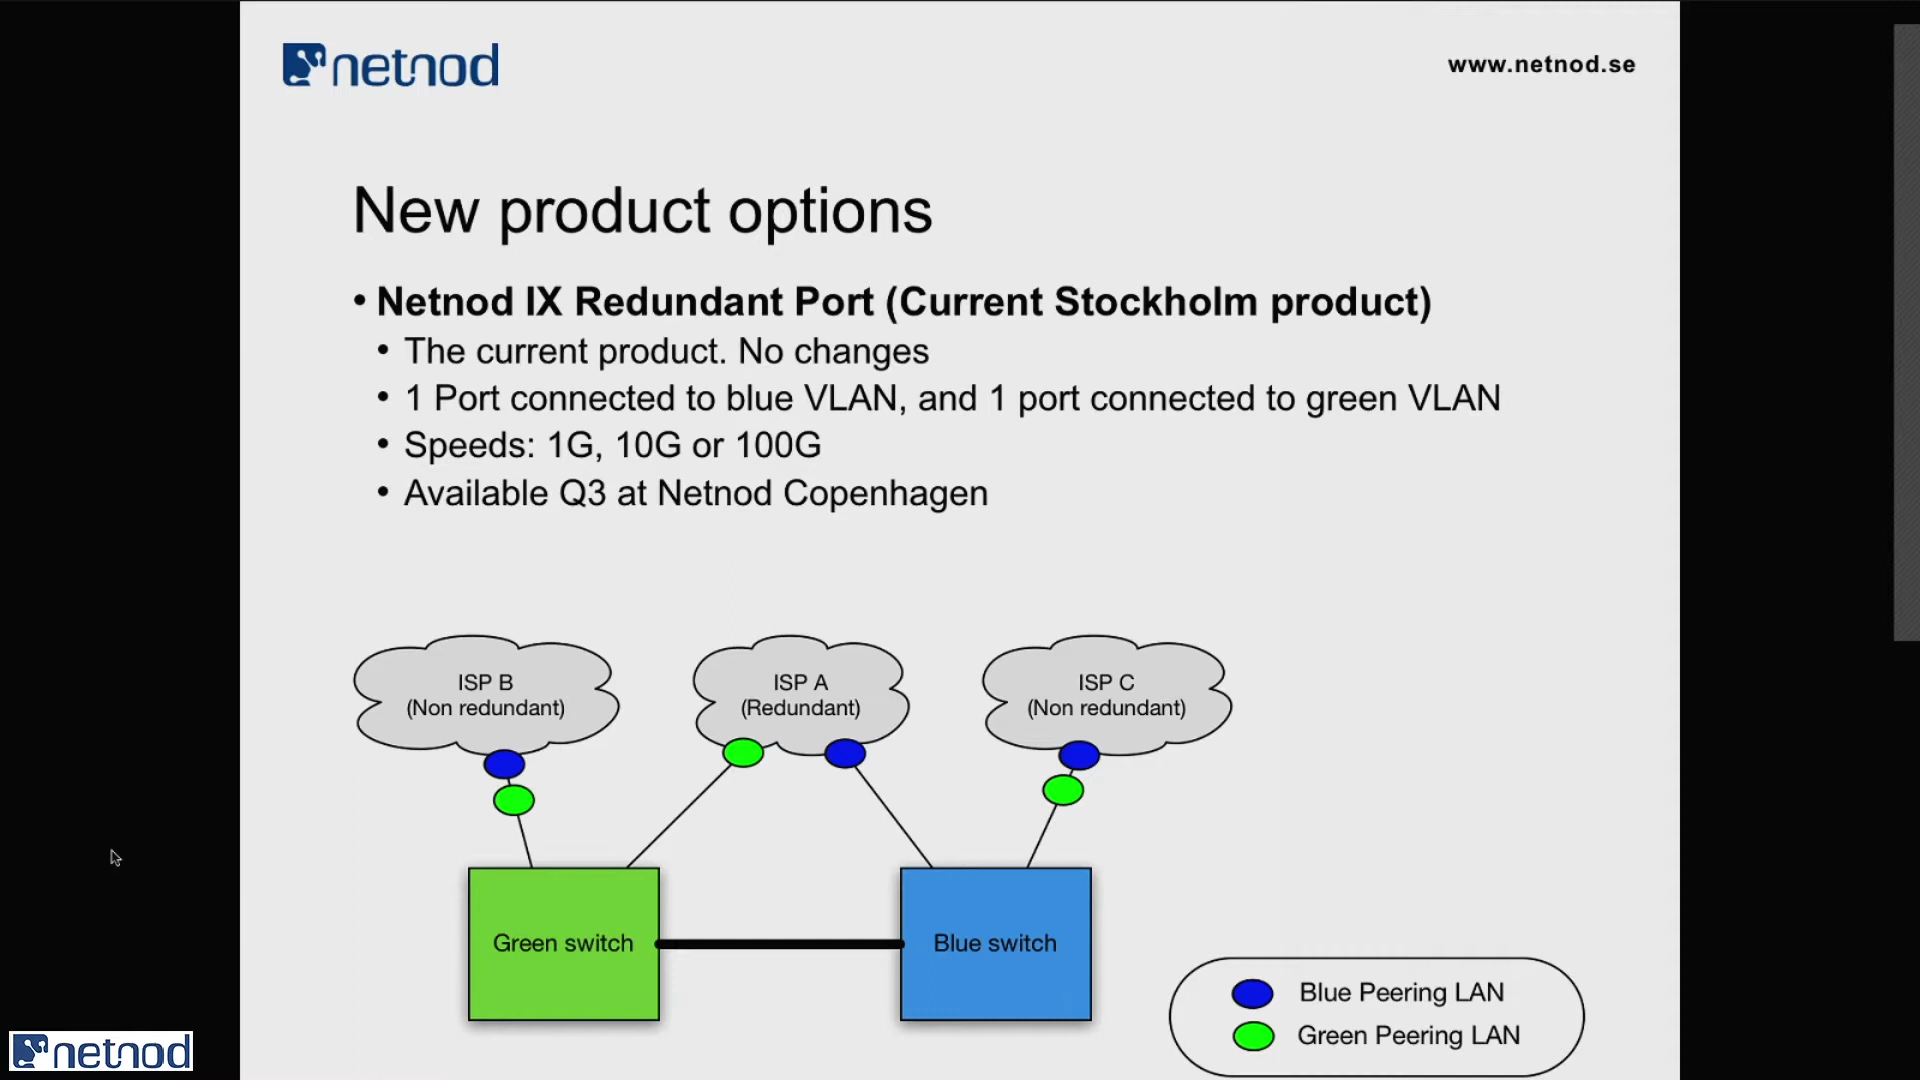 netnod
www.netnod.se
New product options
• Netnod IX Redundant Port (Current Stockholm product)
• The current product. No changes
• 1 Port connected to blue VLAN, and 1 port connected to green VLAN
• Speeds: 1G, 10G or 100G
• Available Q3 at Netnod Copenhagen
ISP B
(Non redundant)
ISP A
(Redundant)
ISP C
(Non redundant)
Green switch
Blue switch
Blue Peering LAN
Green Peering LAN
netnod